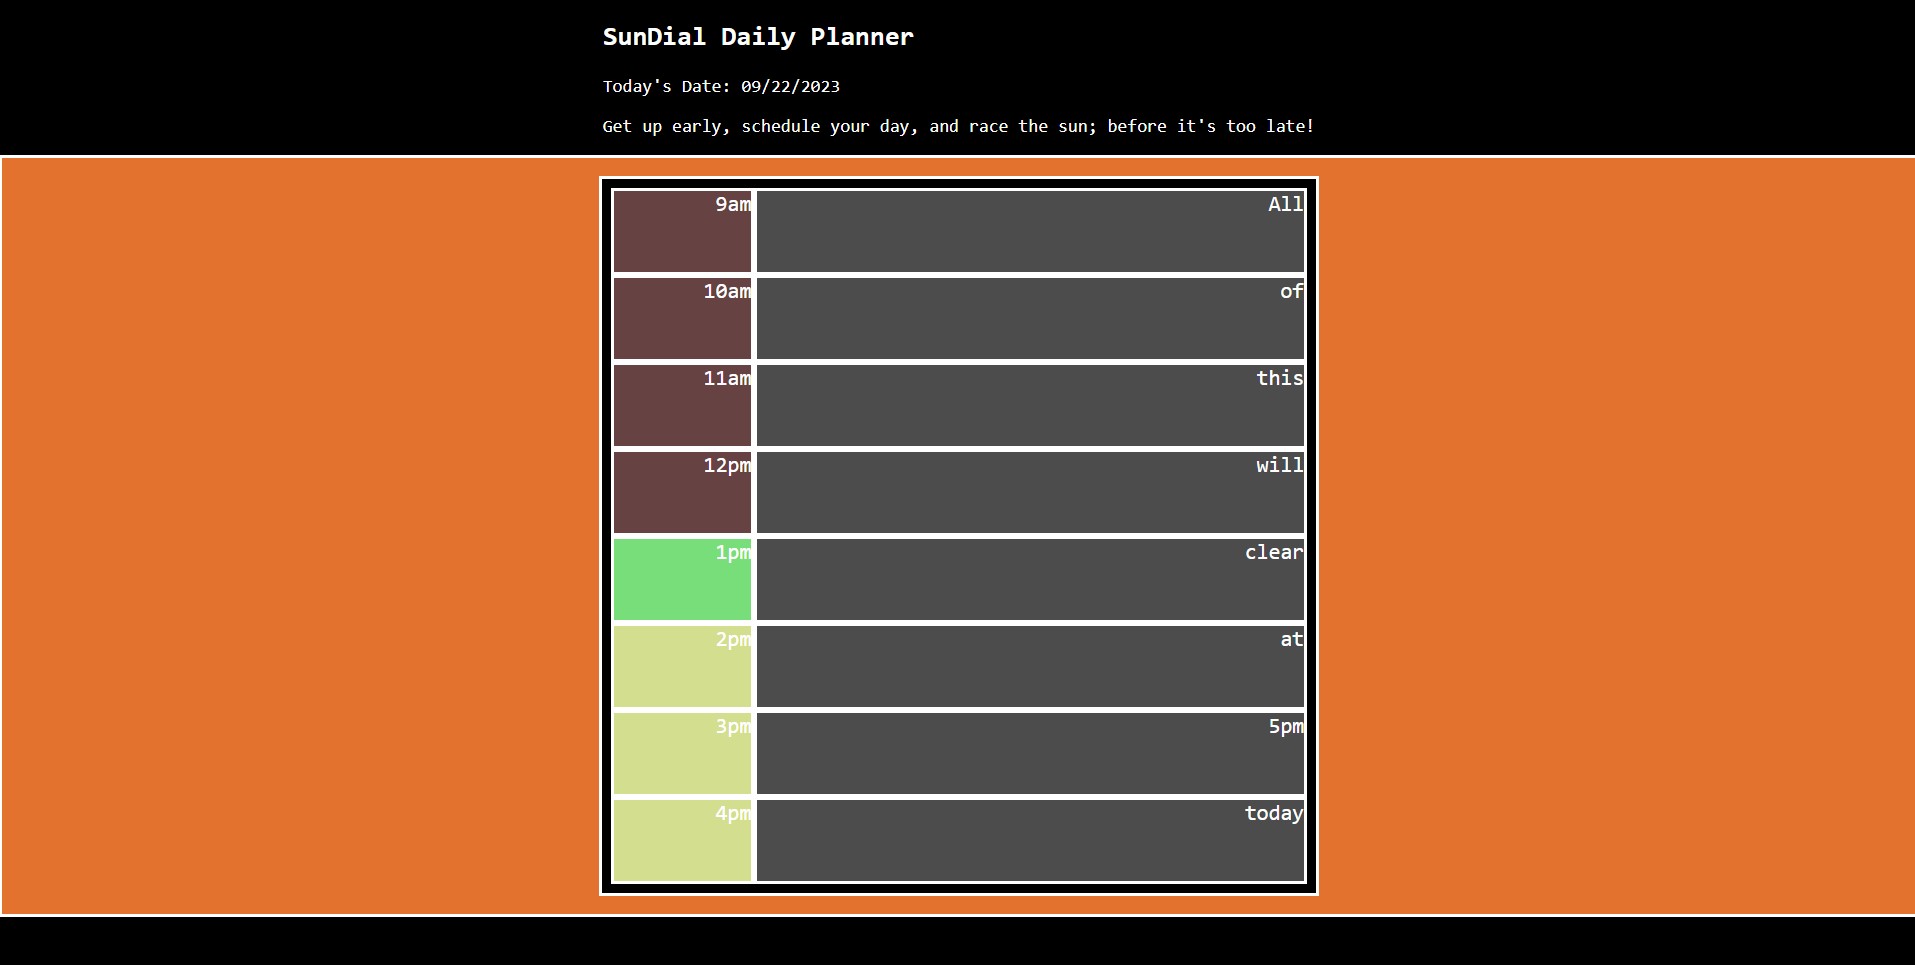 SunDial Daily Planner
Today's Date: 09/22/2023
Get up early, schedule your day, and race the sun; before it's too late!
9am All
10am of
11am this
12pm will
1pm clear
2pm at
3pm 5pm
4pm today